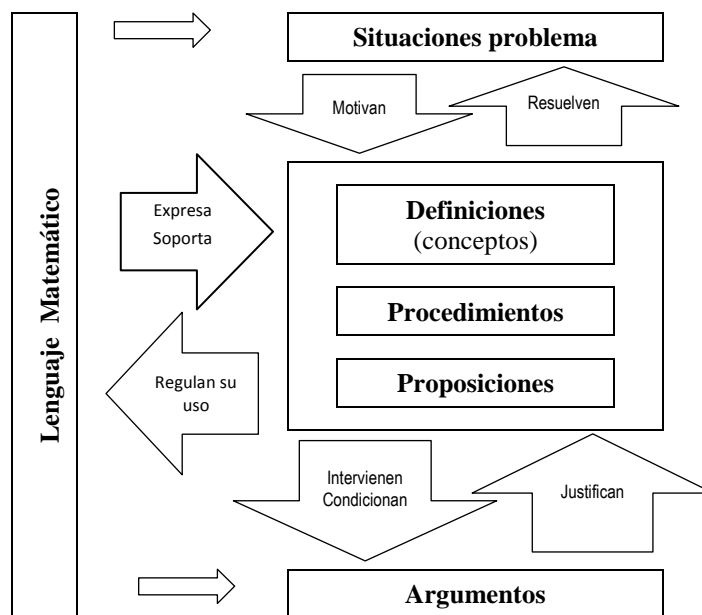 Lenguaje Matemático
Situaciones problema
Motivan
Resuelven
Expresa
Soporta
Definiciones
(conceptos)
Procedimientos
Proposiciones
Regulan su
uso
Intervienen
Condicionan
Justifican
Argumentos